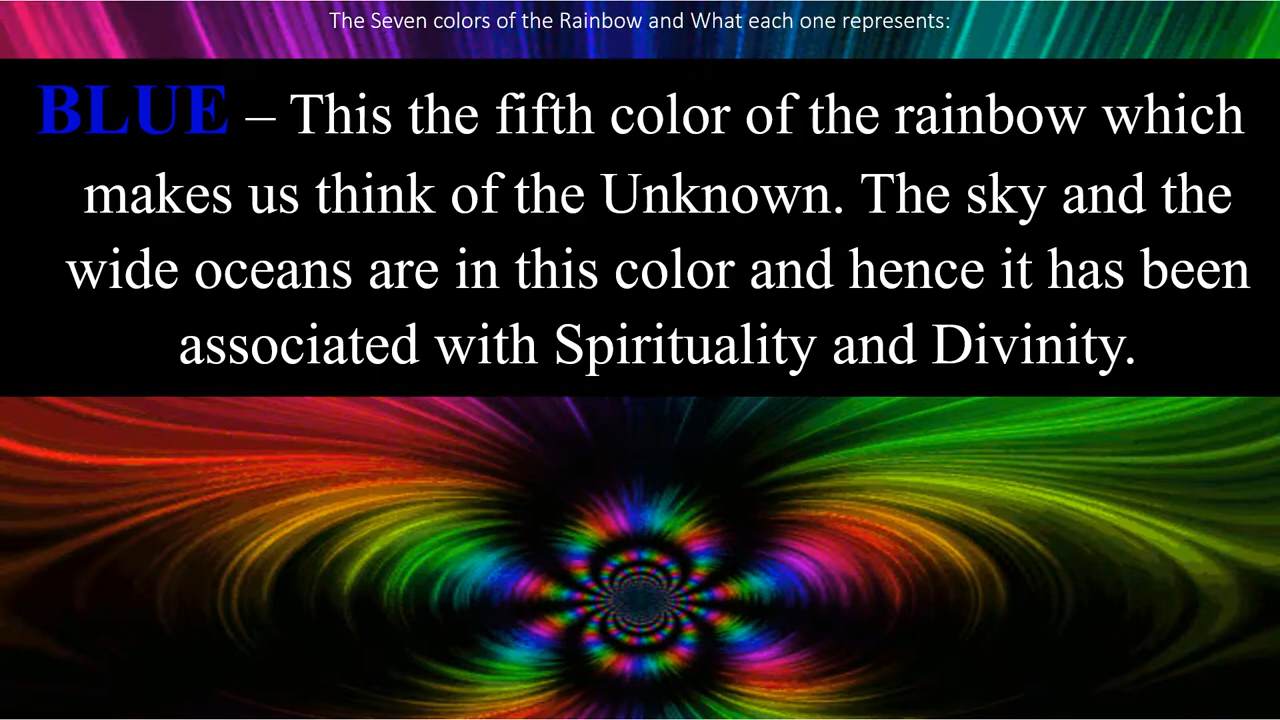 The Seven colors of the Rainbow and What each one represents:
BLUE – This the fifth color of the rainbow which
makes us think of the Unknown. The sky and the
wide oceans are in this color and hence it has been
associated with Spirituality and Divinity.